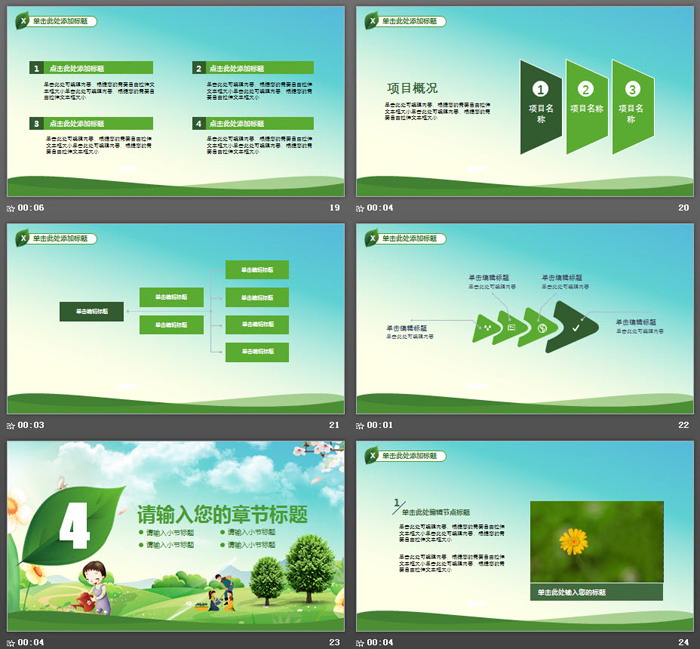 X 单击此处添加标题
1 点击此处添加标题
单击此处可编辑内容，根据您的需要自由拉伸文本框大小单击此处可编辑内容，根据您的需要自由拉伸文本框大小
2 点击此处添加标题
单击此处可编辑内容，根据您的需要自由拉伸文本框大小单击此处可编辑内容，根据您的需要自由拉伸文本框大小
3 点击此处添加标题
单击此处可编辑内容，根据您的需要自由拉伸文本框大小单击此处可编辑内容，根据您的需要自由拉伸文本框大小
4 点击此处添加标题
单击此处可编辑内容，根据您的需要自由拉伸文本框大小单击此处可编辑内容，根据您的需要自由拉伸文本框大小
00:06 19
X 单击此处添加标题
项目概况
单击此处可编辑内容，根据您的需要自由拉伸文本框大小单击此处可编辑内容，根据您的需要自由拉伸文本框大小
1
项目名
称
2
项目名称
3
项目名
称
00:04 20
X 单击此处添加标题
单击编辑标题
单击编辑标题
单击编辑标题
单击编辑标题
单击编辑标题
单击编辑标题
单击编辑标题
00:03 21
X 单击此处添加标题
单击编辑标题
单击此处可编辑内容
单击编辑标题
单击此处可编辑内容
单击编辑标题
单击此处可编辑内容
单击编辑标题
单击此处可编辑内容
00:01 22
4
请输入您的章节标题
请输入小节标题 请输入小节标题
请输入小节标题 请输入小节标题
00:04 23
X 单击此处添加标题
1
单击此处编辑节点标题
单击此处可编辑内容，根据您的需要自由拉伸文本框大小单击此处可编辑内容，根据您的需要自由拉伸文本框大小
单击此处可编辑内容，根据您的需要自由拉伸文本框大小单击此处可编辑内容，根据您的需要自由拉伸文本框大小
单击此处输入您的标题
00:04 24